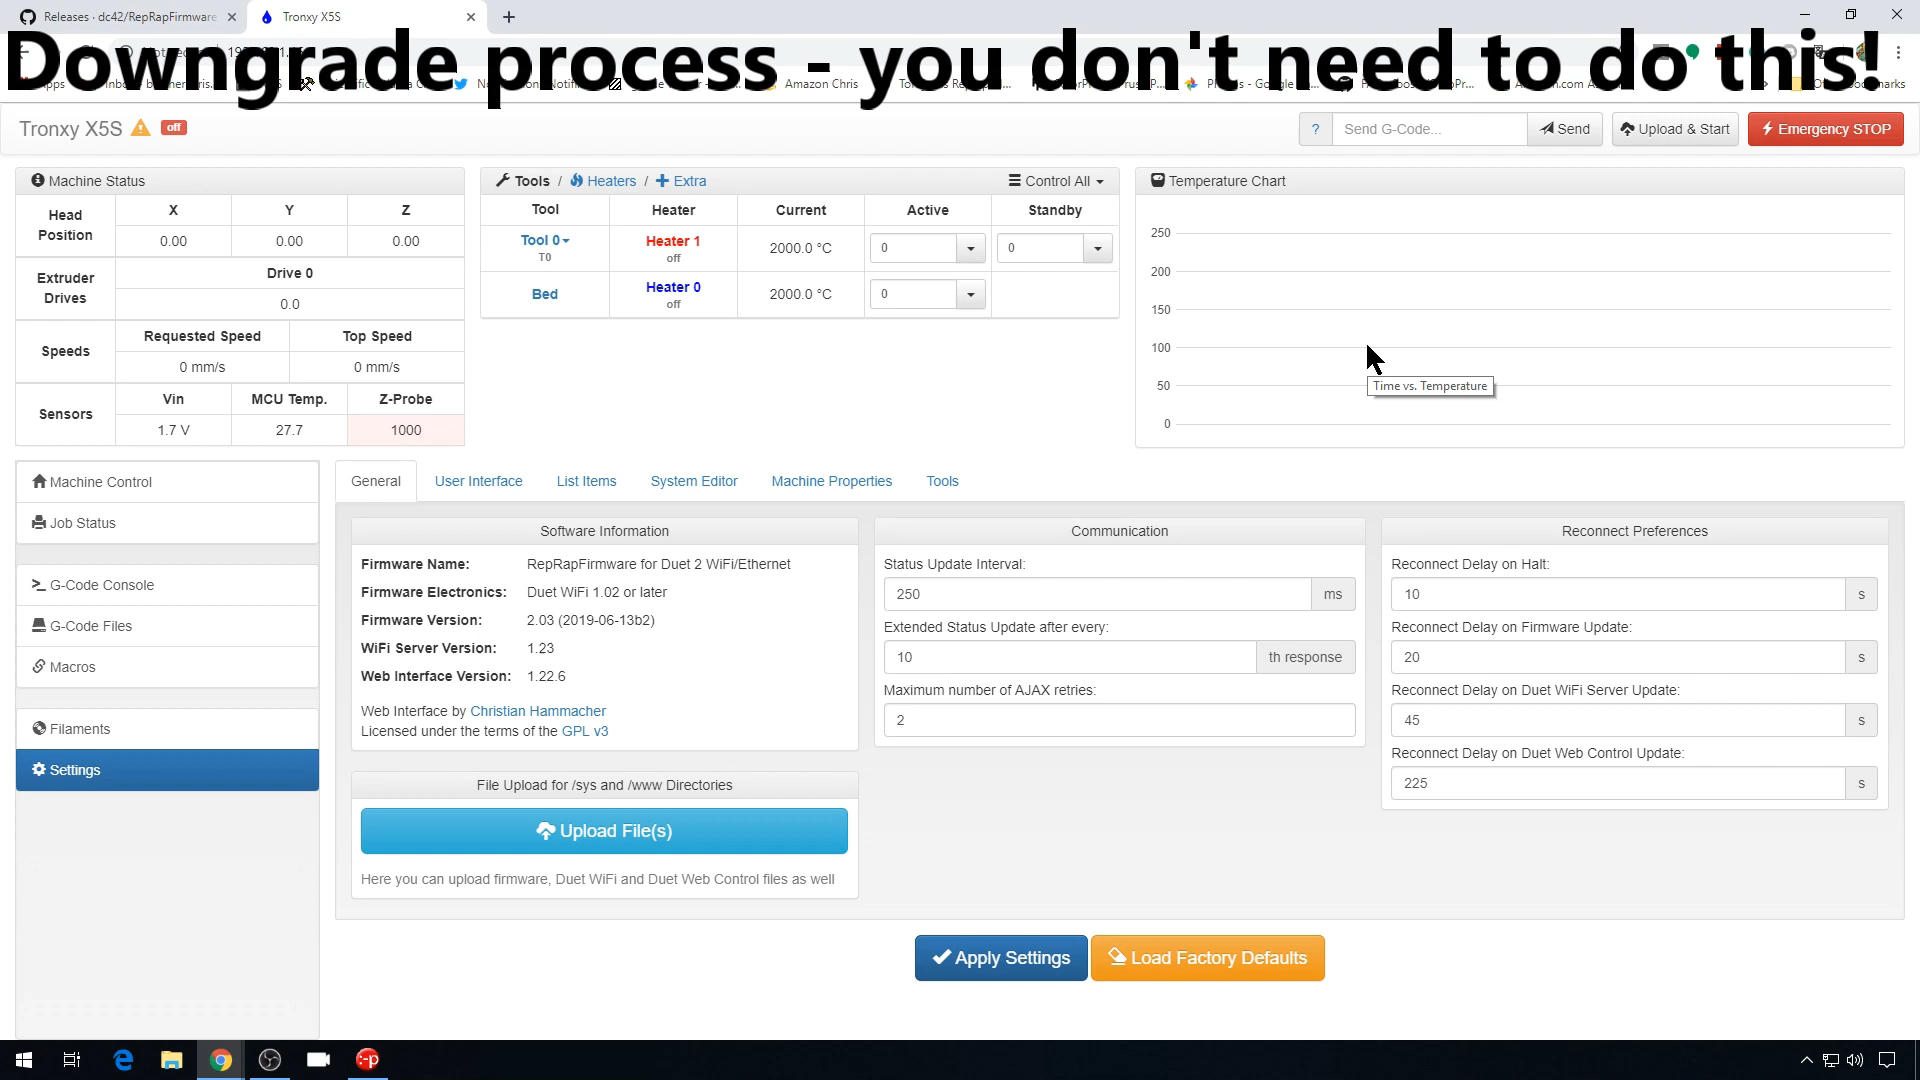 Releases · dc42/RepRapFirmware
Tronxy X5S
Downgrade process - you don't need to do this!
Amazon Chris
Tronxy X5S
off
?
Send G-Code...
Send
Upload & Start
Emergency STOP
Machine Status
Head Position
X Y Z
0.00 0.00 0.00
Extruder Drives
Drive 0
0.0
Speeds
Requested Speed Top Speed
0 mm/s 0 mm/s
Sensors
Vin MCU Temp. Z-Probe
1.7 V 27.7 1000
Tools / Heaters / Extra
Control All
Tool Heater Current Active Standby
Tool 0 Heater 1 2000.0 °C 0 0
T0 off
Bed Heater 0 2000.0 °C 0
off
Temperature Chart
250
200
150
100
50
0
Time vs. Temperature
Machine Control
Job Status
G-Code Console
G-Code Files
Macros
Filaments
Settings
General User Interface List Items System Editor Machine Properties Tools
Software Information
Firmware Name: RepRapFirmware for Duet 2 WiFi/Ethernet
Firmware Electronics: Duet WiFi 1.02 or later
Firmware Version: 2.03 (2019-06-13b2)
WiFi Server Version: 1.23
Web Interface Version: 1.22.6
Web Interface by Christian Hammacher
Licensed under the terms of the GPL v3
File Upload for /sys and /www Directories
Upload File(s)
Here you can upload firmware, Duet WiFi and Duet Web Control files as well
Communication
Status Update Interval:
250 ms
Extended Status Update after every:
10 th response
Maximum number of AJAX retries:
2
Reconnect Preferences
Reconnect Delay on Halt:
10 s
Reconnect Delay on Firmware Update:
20 s
Reconnect Delay on Duet WiFi Server Update:
45 s
Reconnect Delay on Duet Web Control Update:
225 s
Apply Settings
Load Factory Defaults